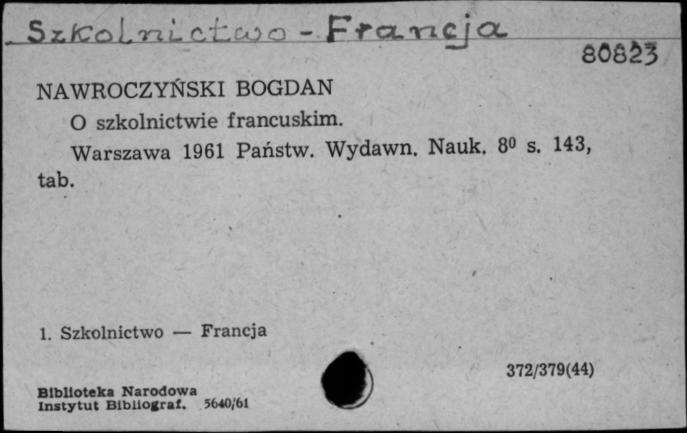 Szkolnictwo - Francja
80823
NAWROCZYŃSKI BOGDAN
O szkolnictwie francuskim.
Warszawa 1961 Państw. Wydawn. Nauk. 8⁰ s. 143,
tab.
1. Szkolnictwo — Francja
372/379(44)
Biblioteka Narodowa
Instytut Bibliograf. 5640/61